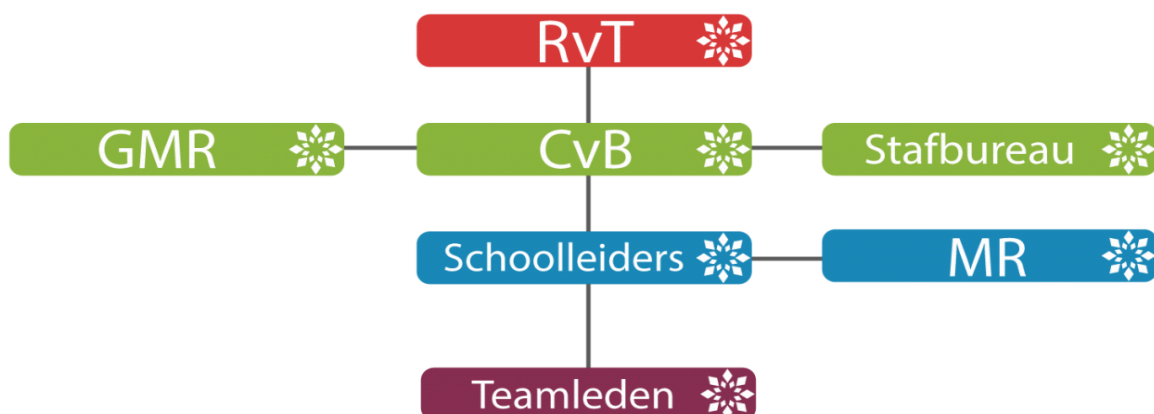 RvT
GMR
CvB
Stafbureau
Schoolleiders
MR
Teamleden